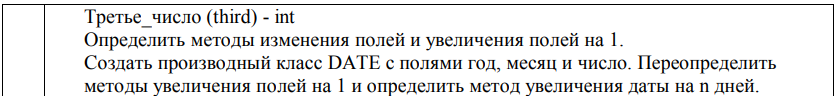 Третье_число (third) - int
Определить методы изменения полей и увеличения полей на 1.
Создать производный класс DATE с полями год, месяц и число. Переопределить
методы увеличения полей на 1 и определить метод увеличения даты на n дней.